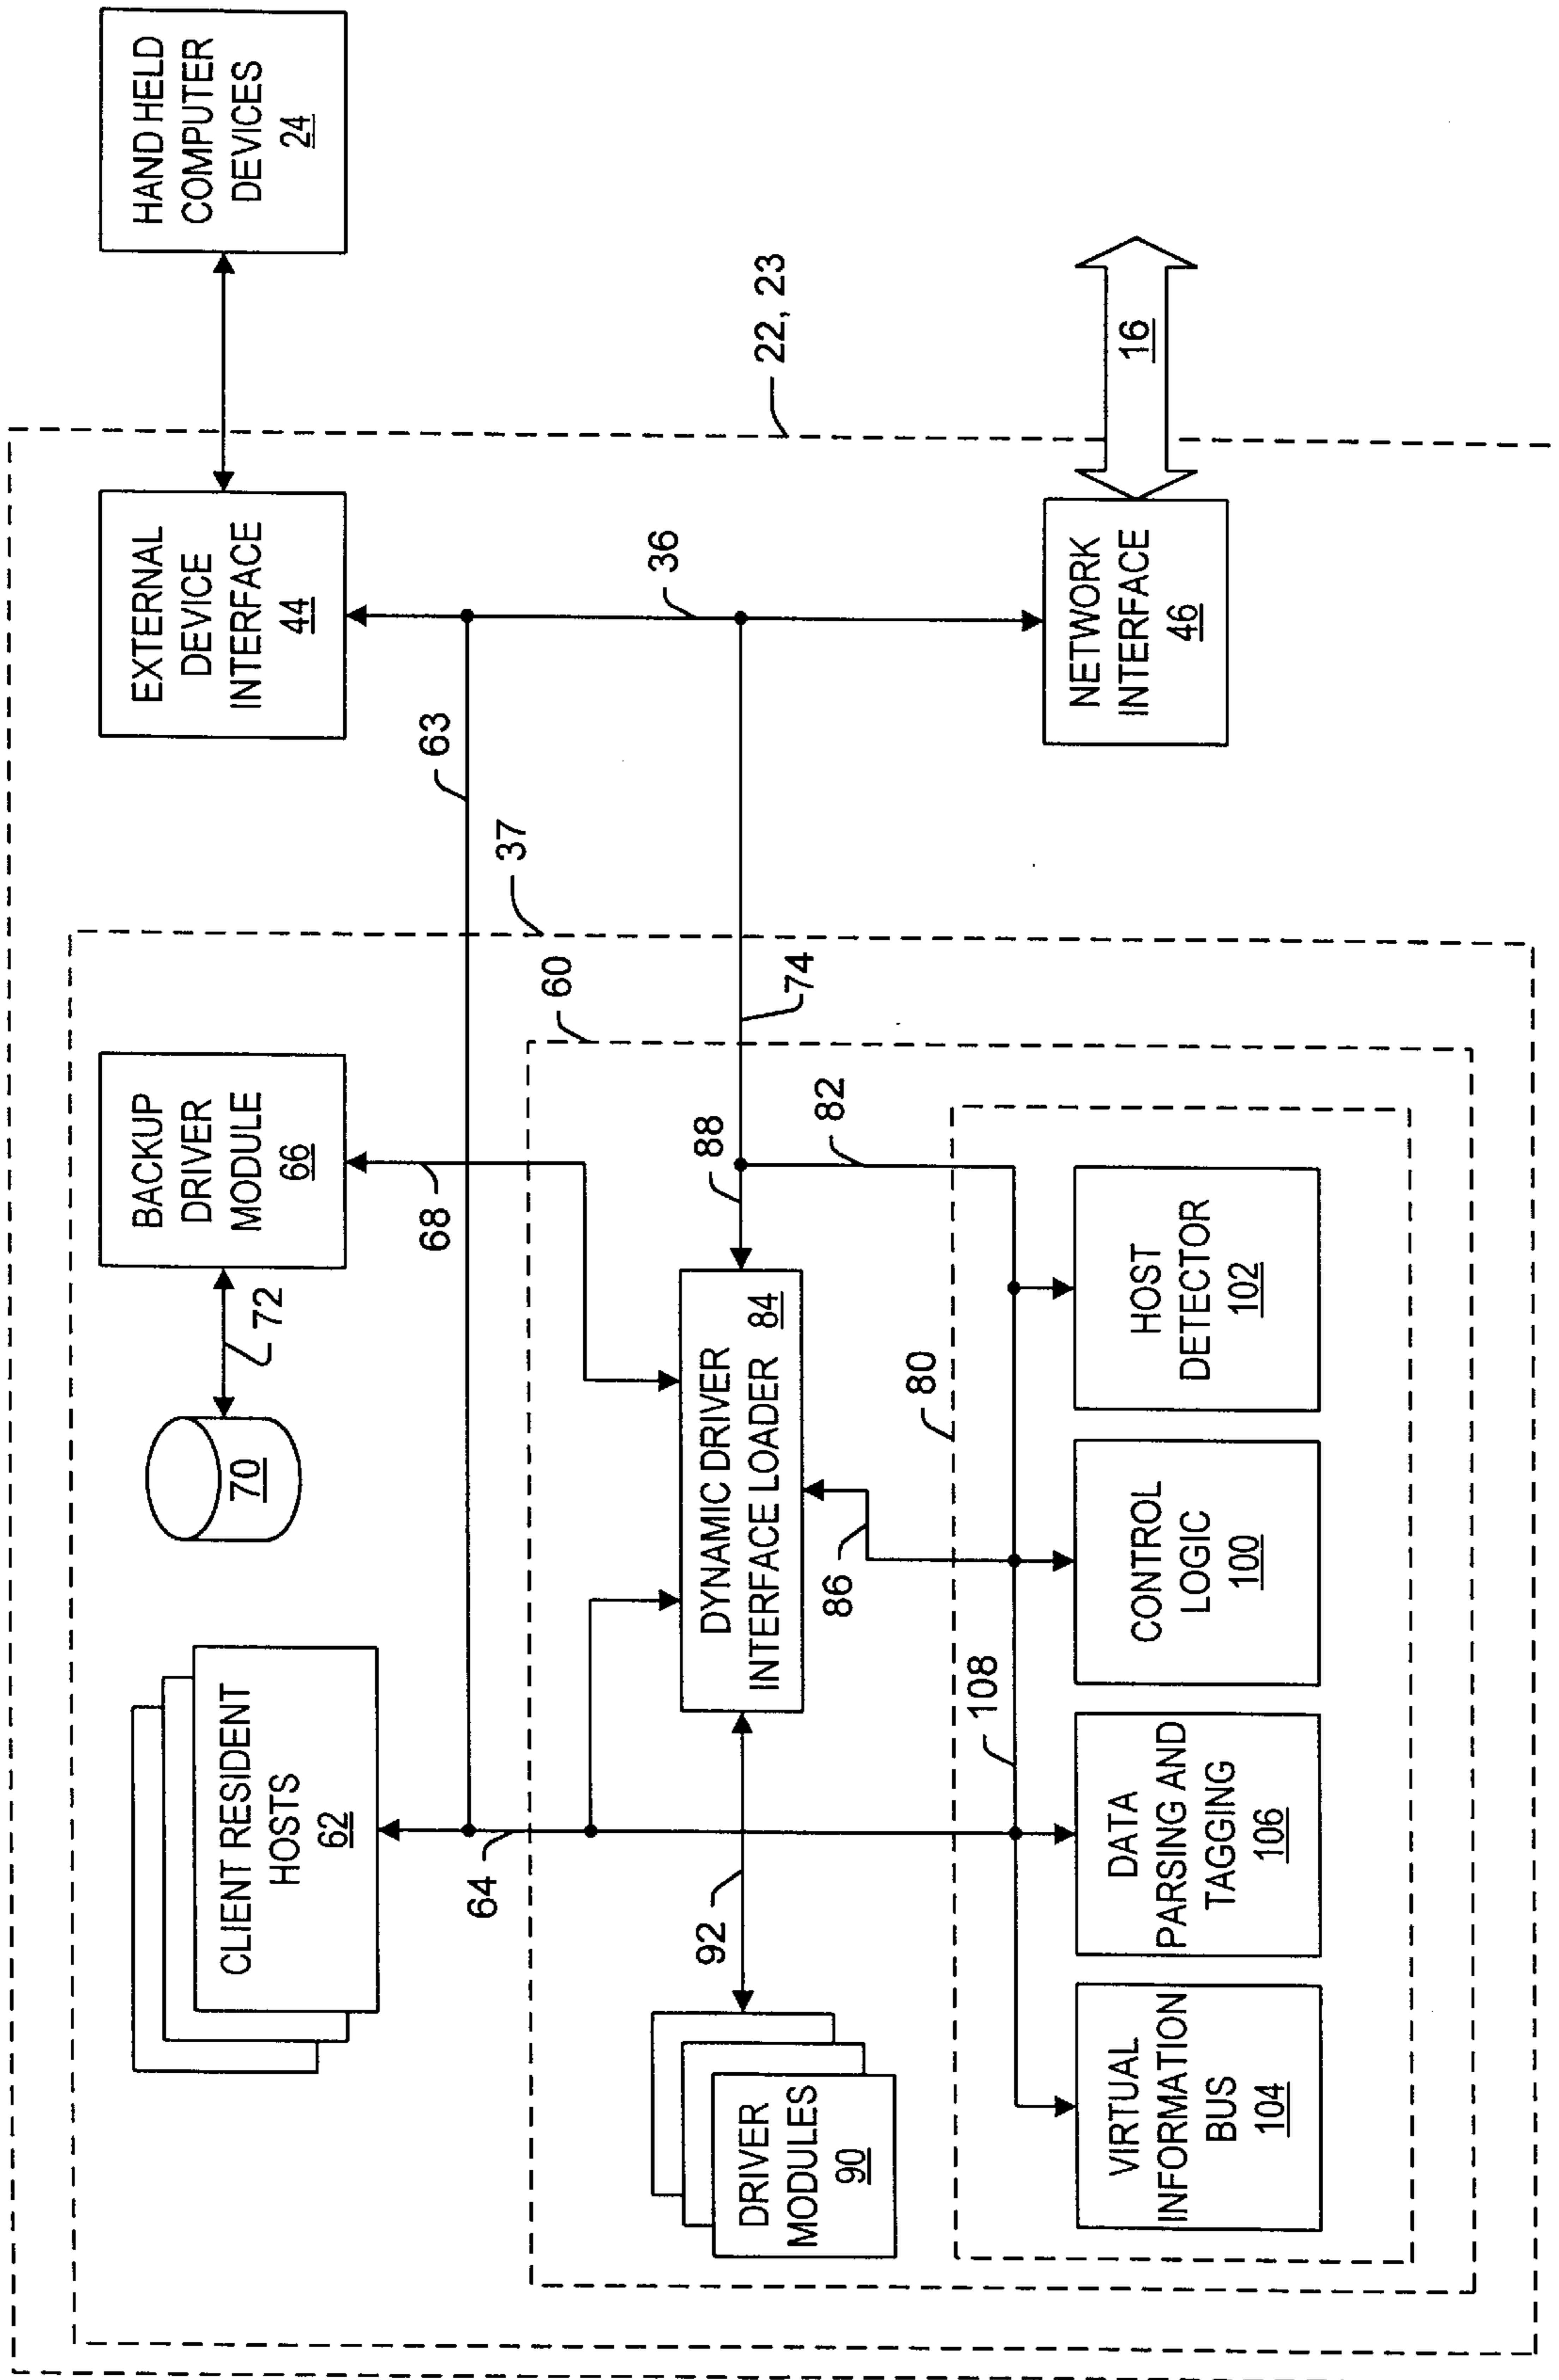 HAND HELD
COMPUTER
DEVICES
24
22, 23
16
EXTERNAL
DEVICE
INTERFACE
44
36
NETWORK
INTERFACE
46
63
37
60
74
BACKUP
DRIVER
MODULE
66
68
72
70
88
82
DYNAMIC DRIVER
INTERFACE LOADER 84
80
86
HOST
DETECTOR
102
CONTROL
LOGIC
100
108
CLIENT RESIDENT
HOSTS
62
64
92
DATA
PARSING AND
TAGGING
106
DRIVER
MODULES
90
VIRTUAL
INFORMATION
BUS
104